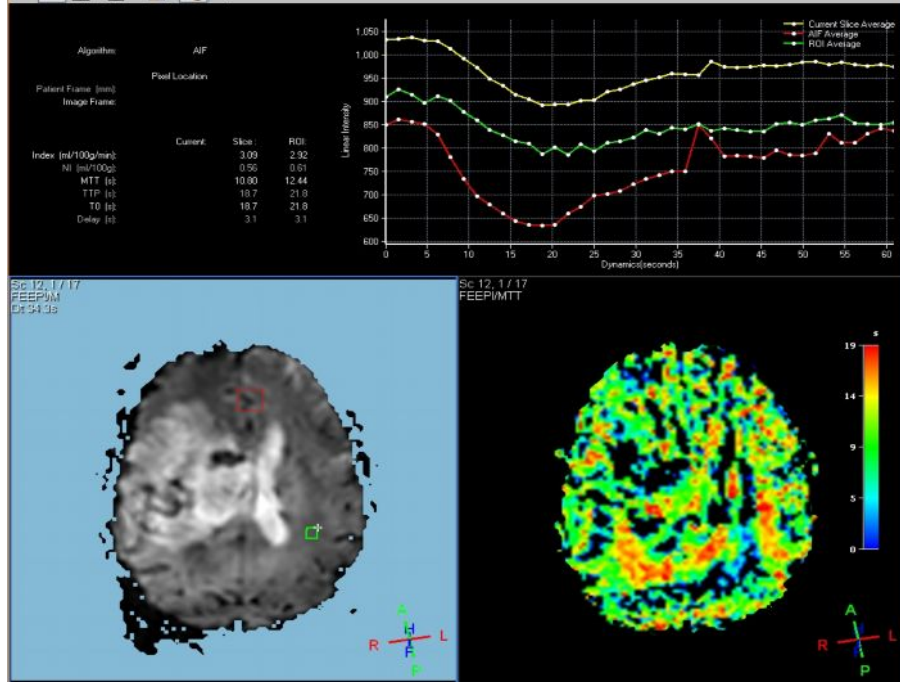 Algorithm: AIF
Pixel Location
Patient Frame (mm):
Image Frame:
Current: Slice: ROI:
Index (ml/100g/min): 3.09 2.92
NI (ml/100g): 0.56 0.61
MTT (s): 10.80 12.44
TTP (s): 18.7 21.8
T0 (s): 18.7 21.8
Delay (s): 3.1 3.1
Current Slice Average
AIF Average
ROI Average
Linear Intensity
1,050
1,000
950
900
850
800
750
700
650
600
0 5 10 15 20 25 30 35 40 45 50 55 60
Dynamics(seconds)
Sc 12, 1 / 17
FEEPI/M
Dt 34.3s
A
H
R L
F
P
Sc 12, 1 / 17
FEEPI/MTT
s
19
14
9
5
0
A
R L
P